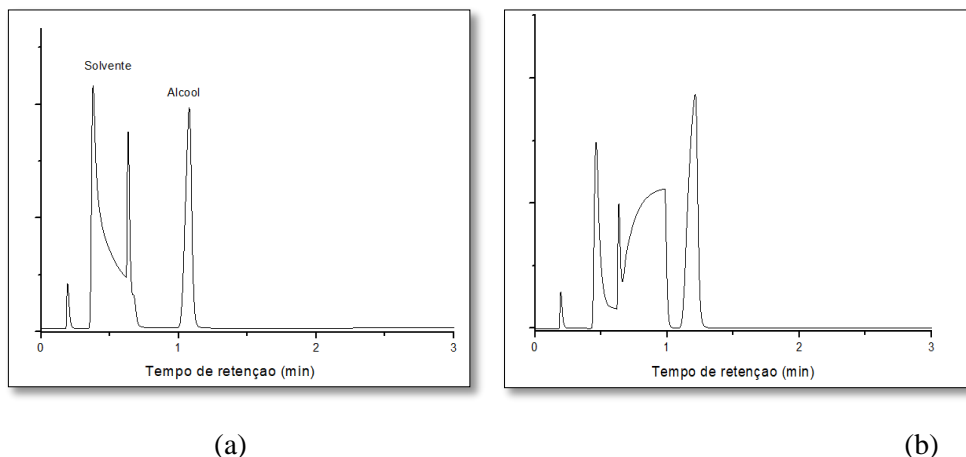 Solvente
Alcool
0 1 2 3
Tempo de retençao (min)
(a)
0 1 2 3
Tempo de retençao (min)
(b)